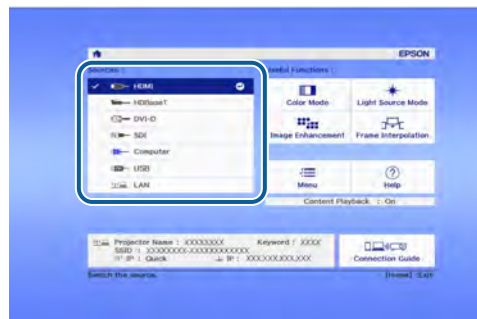 EPSON
Sources :
Useful Functions :
HDMI
HDBaseT
DVI-D
SDI
Computer
USB
LAN
Color Mode
Light Source Mode
Image Enhancement
Frame Interpolation
Menu
Help
Content Playback : On
Projector Name : XXXXXXXX Keyword : XXXX
SSID :
IP : Quick
IP : XXX.XXX.XXX.XXX
Connection Guide
Switch the source.
[Home] Exit